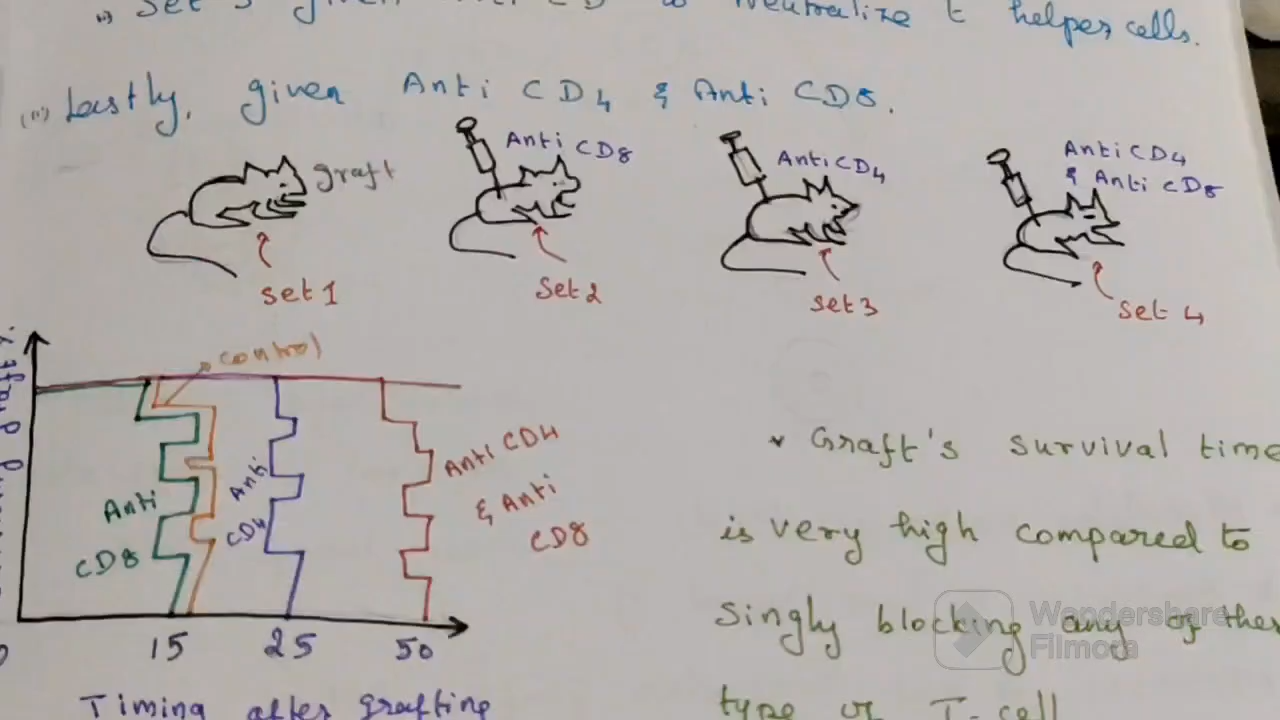 ii) Set 3 given Anti CD to Neutralize t helper cells.
(iii) Lastly, given Anti CD4 & Anti CD8.
graft
Set 1
Anti CD8
Set 2
Anti CD4
Set 3
Anti CD4
& Anti CD8
Set 4
control
Anti
CD8
Anti
CD4
Anti CD4
& Anti
CD8
15 25 50
Timing after grafting
* Graft's survival time
is very high compared to
Singly blocking any of
type of T-cell
Wondershare
Filmora